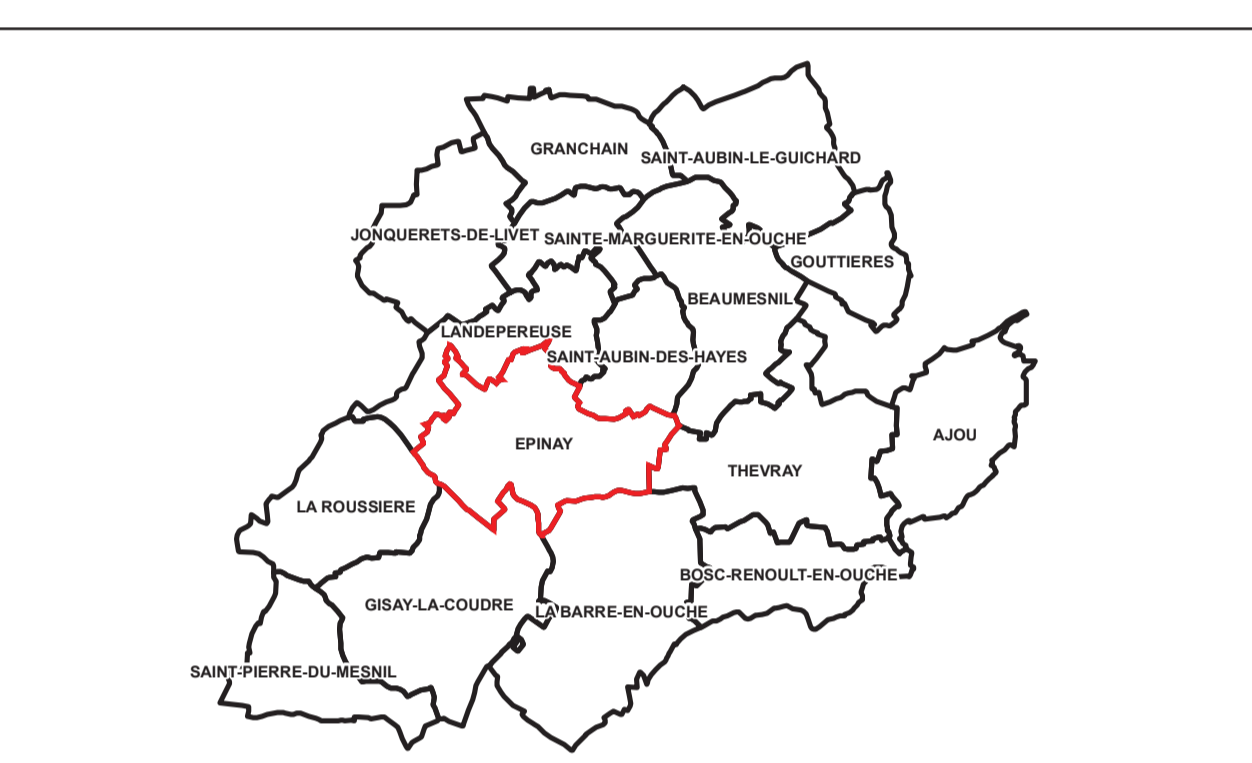 GRANCHAIN
SAINT-AUBIN-LE-GUICHARD
JONQUERETS-DE-LIVET
SAINTE-MARGUERITE-EN-OUCHE
GOUTTIERES
BEAUMESNIL
LANDEPEREUSE
SAINT-AUBIN-DES-HAYES
EPINAY
AJOU
THEVRAY
LA ROUSSIERE
BOSC-RENOULT-EN-OUCHE
GISAY-LA-COUDRE
LA BARRE-EN-OUCHE
SAINT-PIERRE-DU-MESNIL